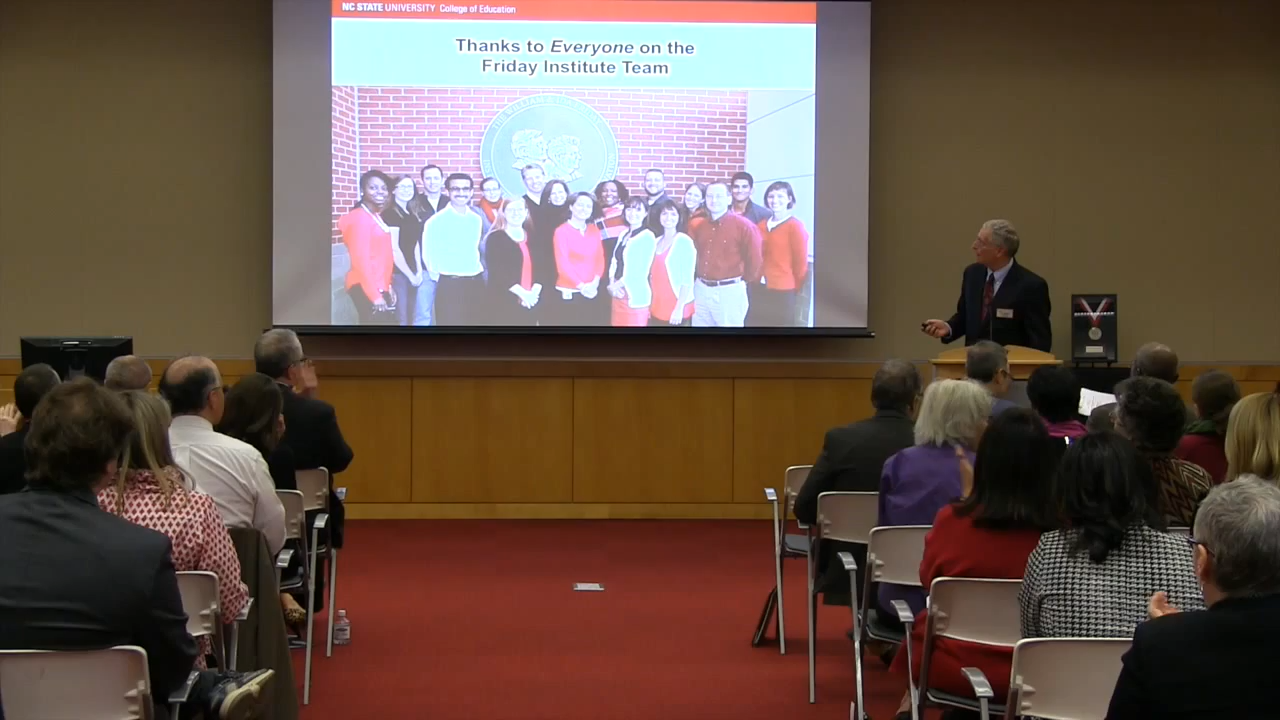 NC STATE UNIVERSITY College of Education
Thanks to Everyone on the
Friday Institute Team